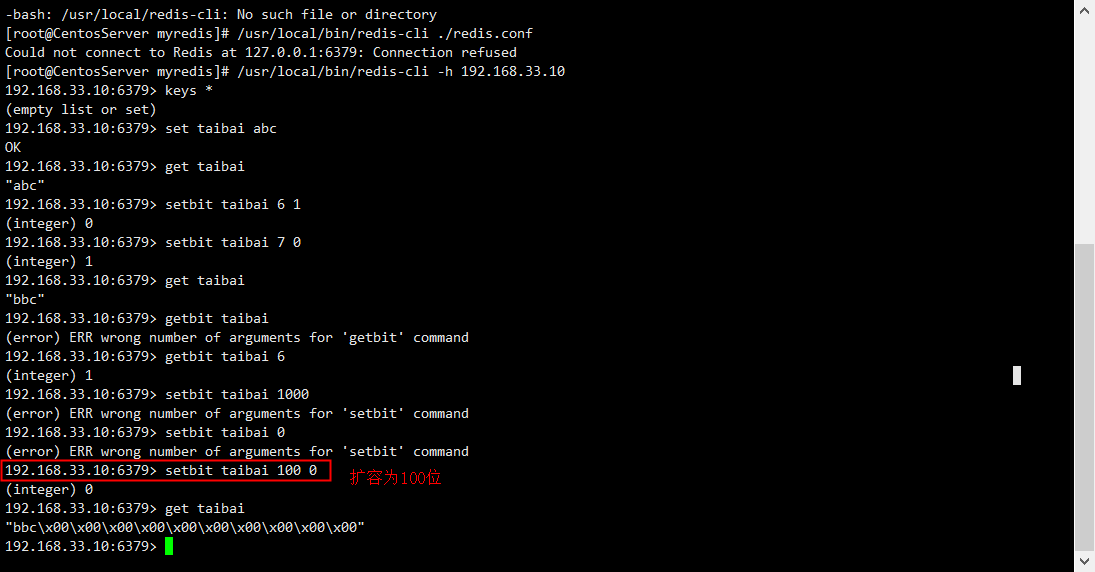 -bash: /usr/local/redis-cli: No such file or directory
[root@CentosServer myredis]# /usr/local/bin/redis-cli ./redis.conf
Could not connect to Redis at 127.0.0.1:6379: Connection refused
[root@CentosServer myredis]# /usr/local/bin/redis-cli -h 192.168.33.10
192.168.33.10:6379> keys *
(empty list or set)
192.168.33.10:6379> set taibai abc
OK
192.168.33.10:6379> get taibai
"abc"
192.168.33.10:6379> setbit taibai 6 1
(integer) 0
192.168.33.10:6379> setbit taibai 7 0
(integer) 1
192.168.33.10:6379> get taibai
"bbc"
192.168.33.10:6379> getbit taibai
(error) ERR wrong number of arguments for 'getbit' command
192.168.33.10:6379> getbit taibai 6
(integer) 1
192.168.33.10:6379> setbit taibai 1000
(error) ERR wrong number of arguments for 'setbit' command
192.168.33.10:6379> setbit taibai 0
(error) ERR wrong number of arguments for 'setbit' command
192.168.33.10:6379> setbit taibai 100 0
扩容为100位
(integer) 0
192.168.33.10:6379> get taibai
"bbc\x00\x00\x00\x00\x00\x00\x00\x00\x00\x00"
192.168.33.10:6379>